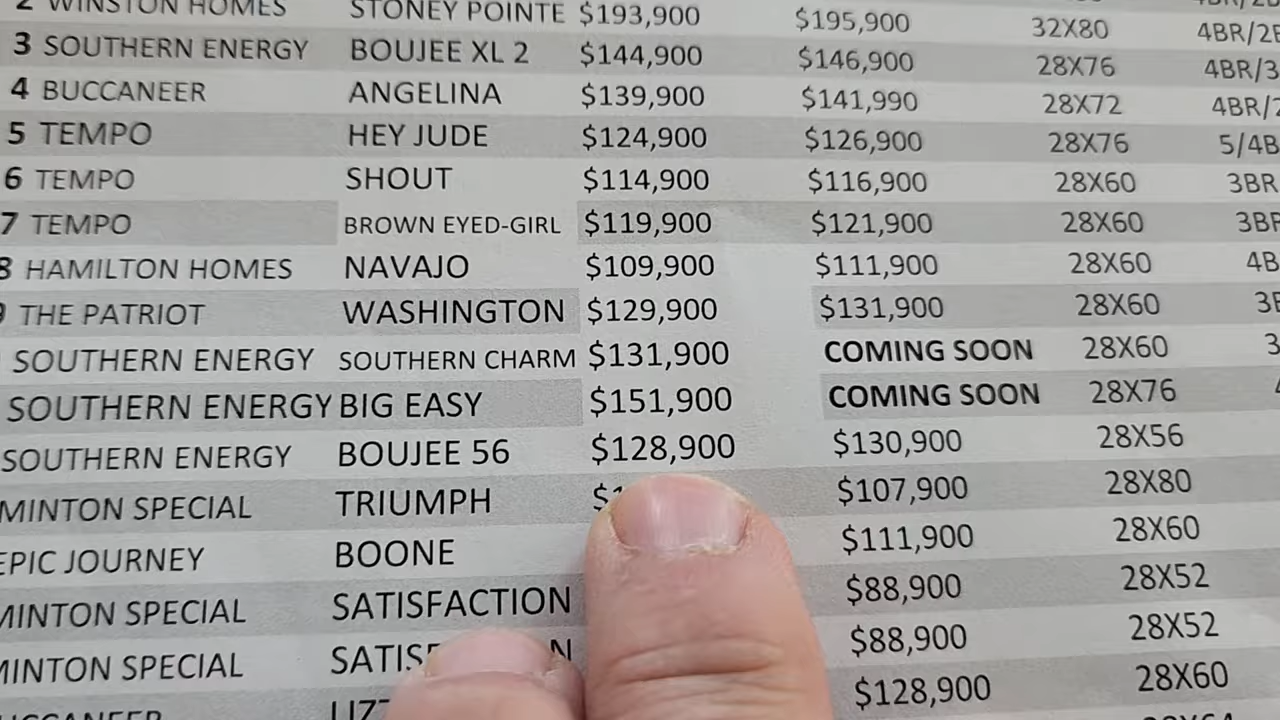 2 WINSTON HOMES STONEY POINTE $193,900 $195,900 32X80 4BR/2B
3 SOUTHERN ENERGY BOUJEE XL 2 $144,900 $146,900 28X76 4BR/3
4 BUCCANEER ANGELINA $139,900 $141,990 28X72 4BR/2
5 TEMPO HEY JUDE $124,900 $126,900 28X76 5/4B
6 TEMPO SHOUT $114,900 $116,900 28X60 3BR
7 TEMPO BROWN EYED-GIRL $119,900 $121,900 28X60 3BR
8 HAMILTON HOMES NAVAJO $109,900 $111,900 28X60 4B
9 THE PATRIOT WASHINGTON $129,900 $131,900 28X60 3B
SOUTHERN ENERGY SOUTHERN CHARM $131,900 COMING SOON 28X60 3
SOUTHERN ENERGY BIG EASY $151,900 COMING SOON 28X76 4
SOUTHERN ENERGY BOUJEE 56 $128,900 $130,900 28X56
MINTON SPECIAL TRIUMPH $1 $107,900 28X80
EPIC JOURNEY BOONE $111,900 28X60
MINTON SPECIAL SATISFACTION $88,900 28X52
MINTON SPECIAL $88,900 28X52
$128,900 28X60